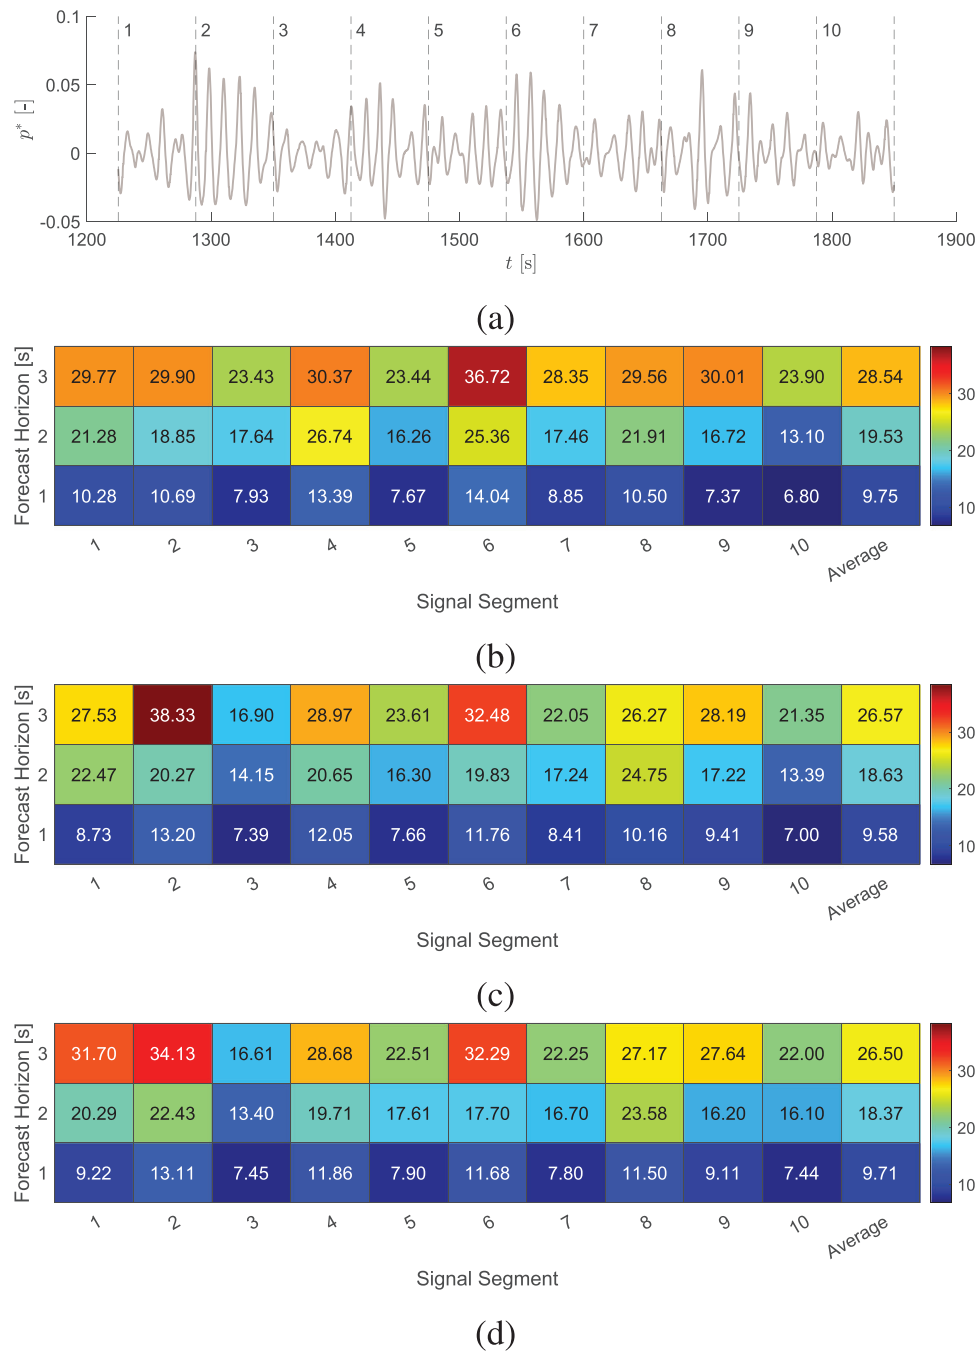 0.1
1 2 3 4 5 6 7 8 9 10
0.05
p* [-]
0
-0.05
1200 1300 1400 1500 1600 1700 1800 1900
t [s]
(a)
Forecast Horizon [s]
3 29.77 29.90 23.43 30.37 23.44 36.72 28.35 29.56 30.01 23.90 28.54
2 21.28 18.85 17.64 26.74 16.26 25.36 17.46 21.91 16.72 13.10 19.53
1 10.28 10.69 7.93 13.39 7.67 14.04 8.85 10.50 7.37 6.80 9.75
30
20
10
1 2 3 4 5 6 7 8 9 10 Average
Signal Segment
(b)
Forecast Horizon [s]
3 27.53 38.33 16.90 28.97 23.61 32.48 22.05 26.27 28.19 21.35 26.57
2 22.47 20.27 14.15 20.65 16.30 19.83 17.24 24.75 17.22 13.39 18.63
1 8.73 13.20 7.39 12.05 7.66 11.76 8.41 10.16 9.41 7.00 9.58
30
20
10
1 2 3 4 5 6 7 8 9 10 Average
Signal Segment
(c)
Forecast Horizon [s]
3 31.70 34.13 16.61 28.68 22.51 32.29 22.25 27.17 27.64 22.00 26.50
2 20.29 22.43 13.40 19.71 17.61 17.70 16.70 23.58 16.20 16.10 18.37
1 9.22 13.11 7.45 11.86 7.90 11.68 7.80 11.50 9.11 7.44 9.71
30
20
10
1 2 3 4 5 6 7 8 9 10 Average
Signal Segment
(d)